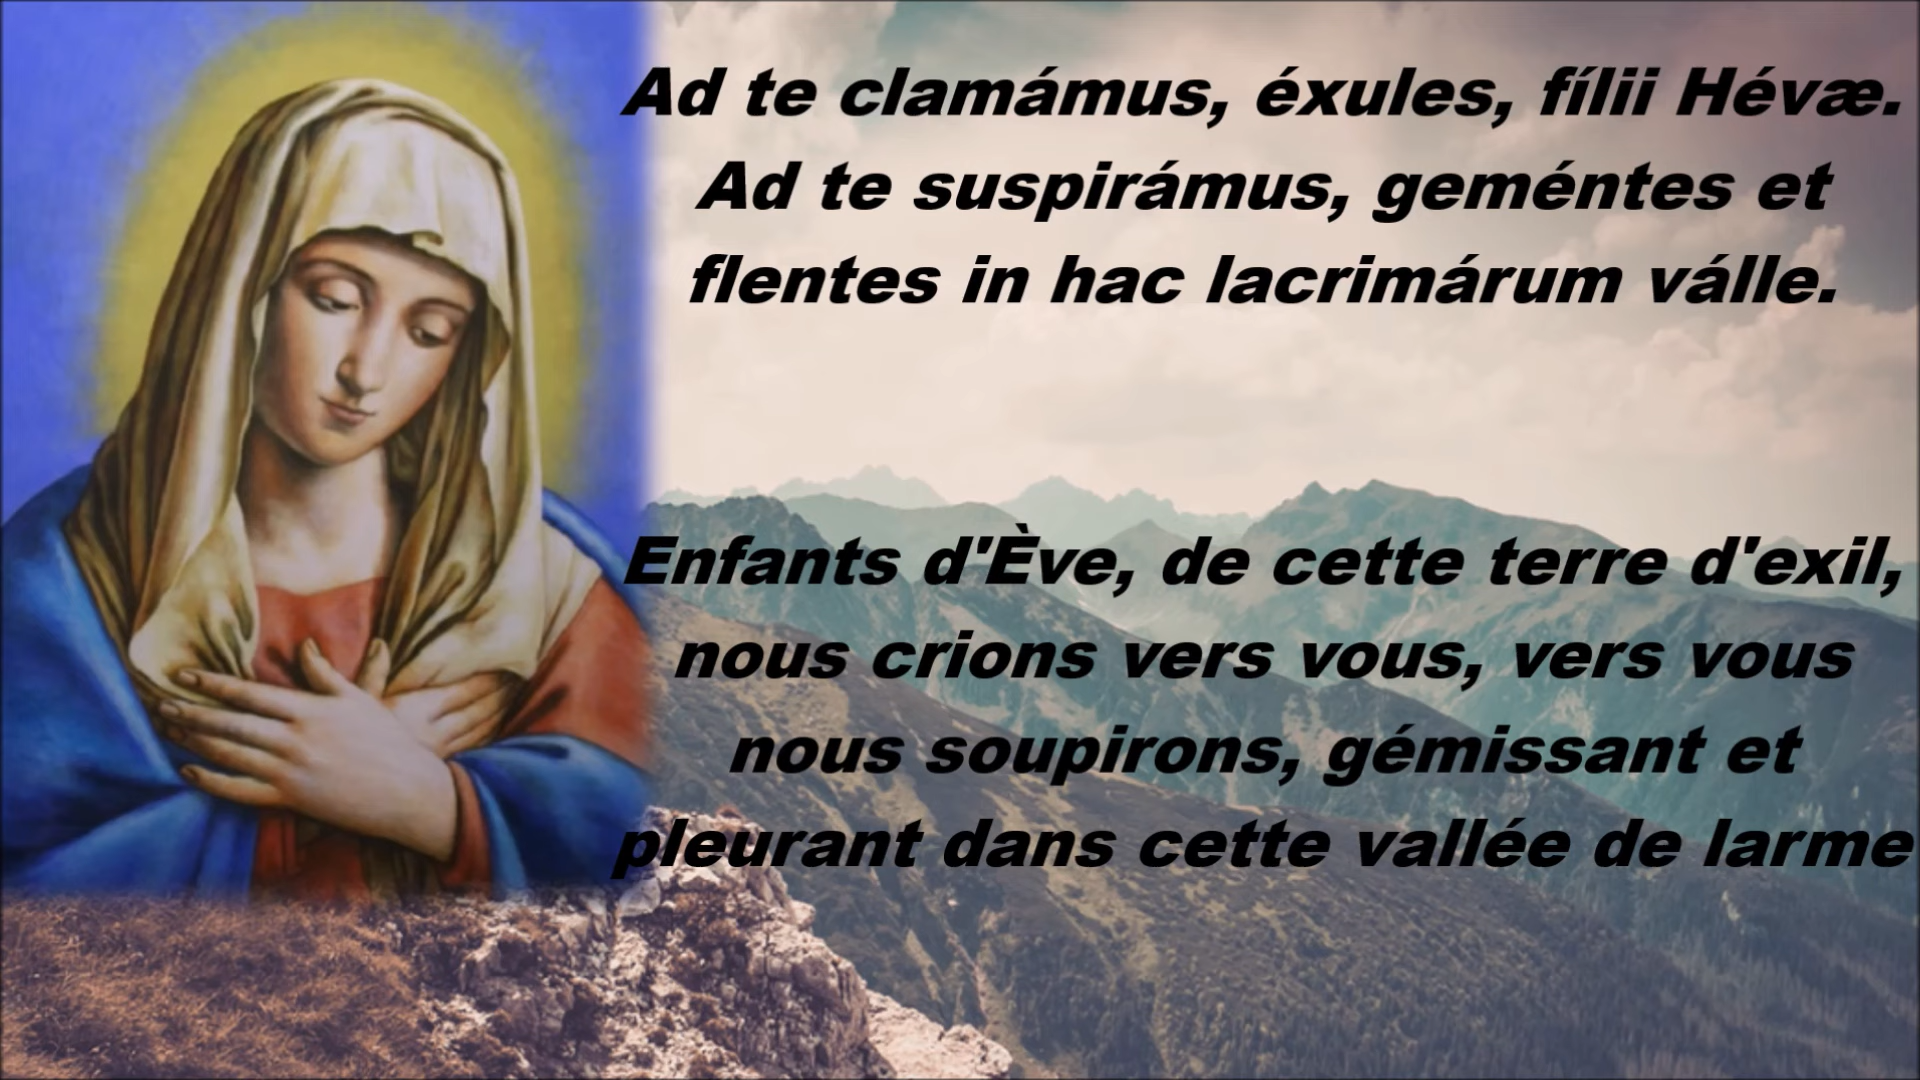 Ad te clamámus, éxules, fílii Hévæ.
Ad te suspirámus, geméntes et
flentes in hac lacrimárum válle.
Enfants d'Ève, de cette terre d'exil,
nous crions vers vous, vers vous
nous soupirons, gémissant et
pleurant dans cette vallée de larme